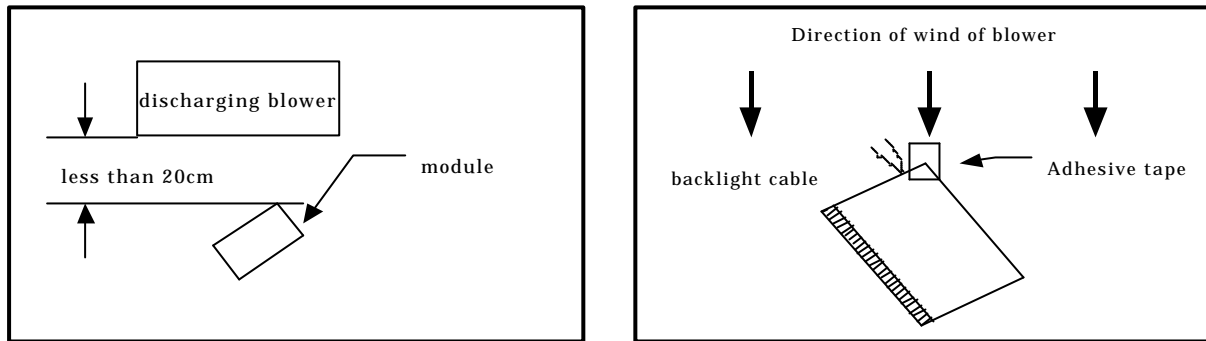 discharging blower
less than 20cm
module
Direction of wind of blower
backlight cable
Adhesive tape